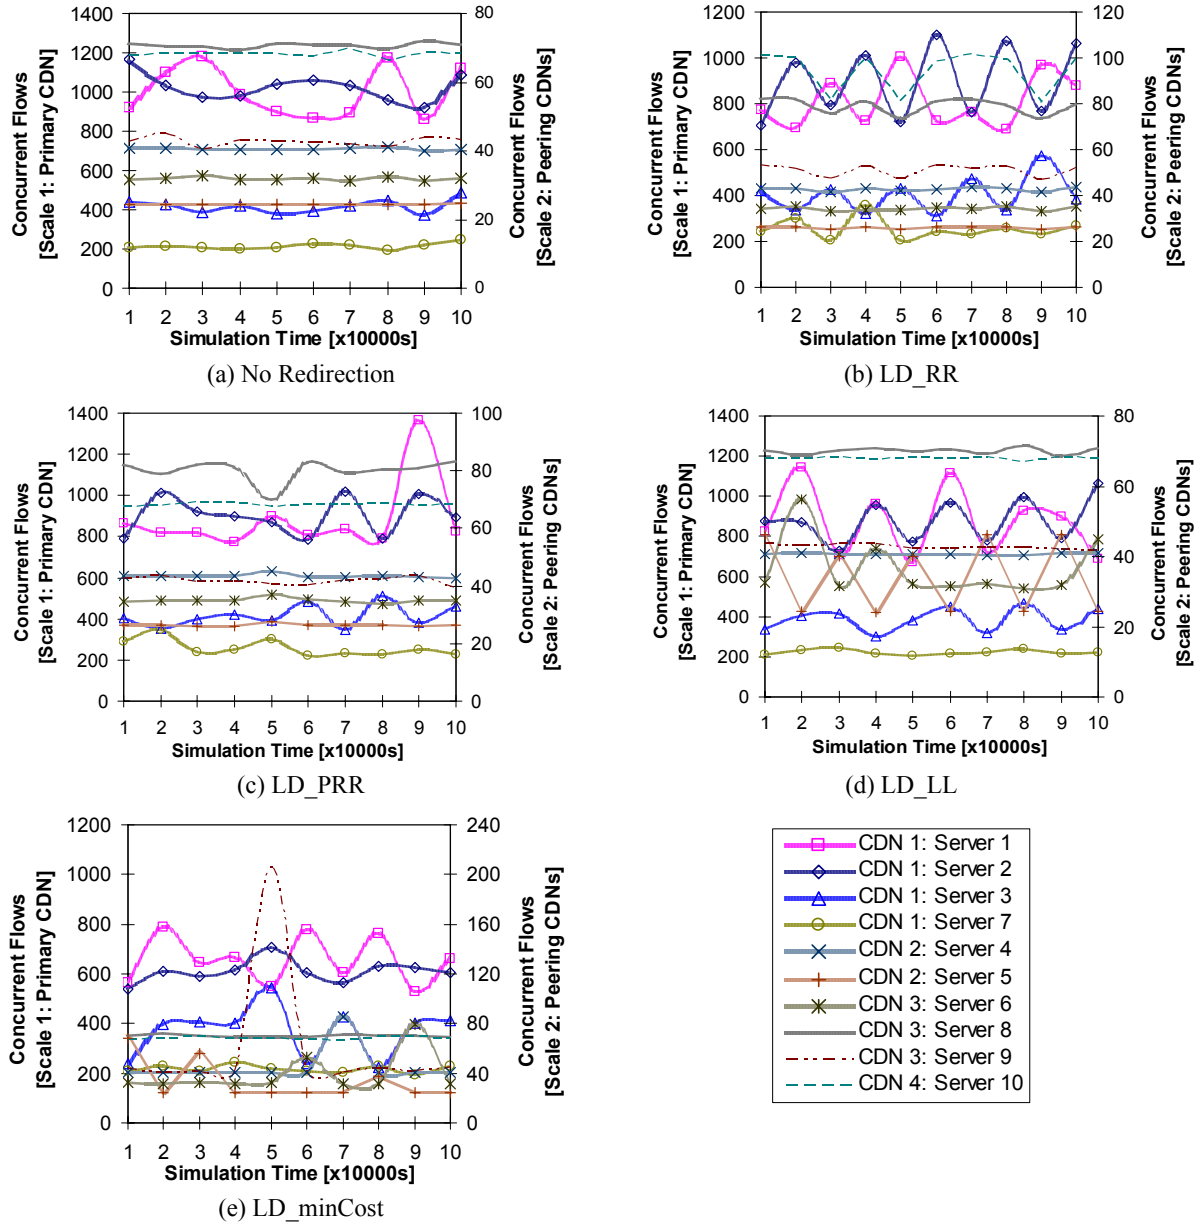 Concurrent Flows
[Scale 1: Primary CDN]
1400
1200
1000
800
600
400
200
0
80
60
40
20
0
Concurrent Flows
[Scale 2: Peering CDNs]
1 2 3 4 5 6 7 8 9 10
Simulation Time [x10000s]
(a) No Redirection
Concurrent Flows
[Scale 1: Primary CDN]
1200
1000
800
600
400
200
0
120
100
80
60
40
20
0
Concurrent Flows
[Scale 2: Peering CDNs]
1 2 3 4 5 6 7 8 9 10
Simulation Time [x10000s]
(b) LD_RR
Concurrent Flows
[Scale 1: Primary CDN]
1400
1200
1000
800
600
400
200
0
100
80
60
40
20
0
Concurrent Flows
[Scale 2: Peering CDNs]
1 2 3 4 5 6 7 8 9 10
Simulation Time [x10000s]
(c) LD_PRR
Concurrent Flows
[Scale 1: Primary CDN]
1400
1200
1000
800
600
400
200
0
80
60
40
20
0
Concurrent Flows
[Scale 2: Peering CDNs]
1 2 3 4 5 6 7 8 9 10
Simulation Time [x10000s]
(d) LD_LL
Concurrent Flows
[Scale 1: Primary CDN]
1200
1000
800
600
400
200
0
240
200
160
120
80
40
0
Concurrent Flows
[Scale 2: Peering CDNs]
1 2 3 4 5 6 7 8 9 10
Simulation Time [x10000s]
(e) LD_minCost
CDN 1: Server 1
CDN 1: Server 2
CDN 1: Server 3
CDN 1: Server 7
CDN 2: Server 4
CDN 2: Server 5
CDN 3: Server 6
CDN 3: Server 8
CDN 3: Server 9
CDN 4: Server 10